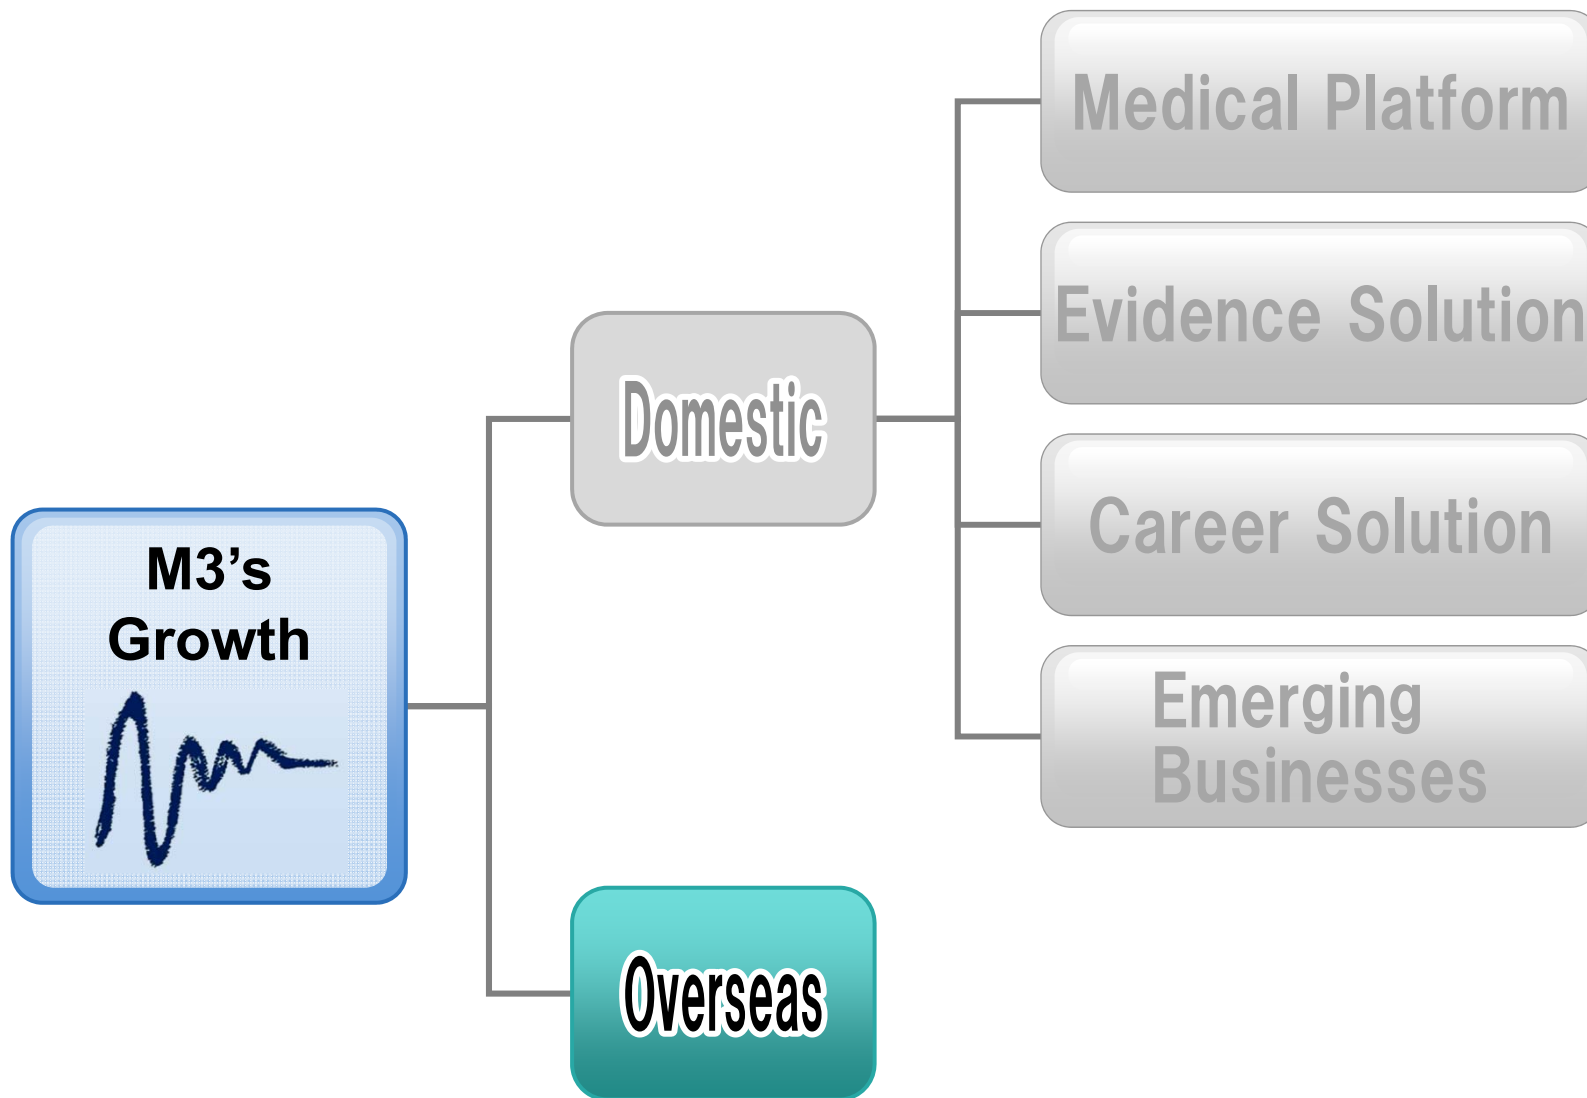 M3’s
Growth
Domestic
Overseas
Medical Platform
Evidence Solution
Career Solution
Emerging
Businesses